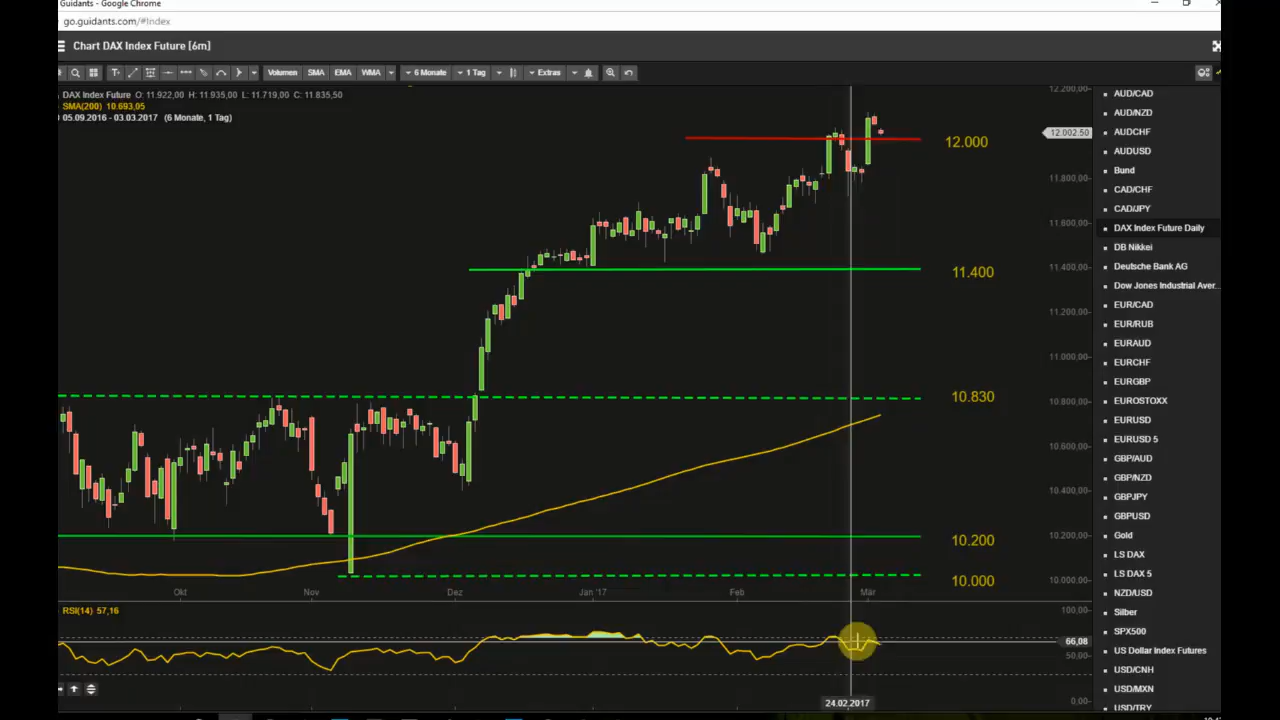 Guidants - Google Chrome
go.guidants.com/#Index
Chart DAX Index Future [6m]
Volumen SMA EMA WMA 6 Monate 1 Tag Extras
DAX Index Future O: 11.922,00 H: 11.935,00 L: 11.719,00 C: 11.835,50
SMA(200) 10.693,05
05.09.2016 - 03.03.2017 (6 Monate, 1 Tag)
12.200,00
12.002.50
12.000
11.800,00
11.600,00
11.400,00
11.400
11.200,00
11.000,00
10.830
10.800,00
10.600,00
10.400,00
10.200,00
10.200
10.000,00
10.000
Okt Nov Dez Jan '17 Feb Mär
RSI(14) 57,16
100,00
66,08
50,00
0,00
24.02.2017
AUD/CAD
AUD/NZD
AUDCHF
AUDUSD
Bund
CAD/CHF
CAD/JPY
DAX Index Future Daily
DB Nikkei
Deutsche Bank AG
Dow Jones Industrial Aver...
EUR/CAD
EUR/RUB
EURAUD
EURCHF
EURGBP
EUROSTOXX
EURUSD
EURUSD 5
GBP/AUD
GBP/NZD
GBPJPY
GBPUSD
Gold
LS DAX
LS DAX 5
NZD/USD
Silber
SPX500
US Dollar Index Futures
USD/CNH
USD/MXN
USD/TRY